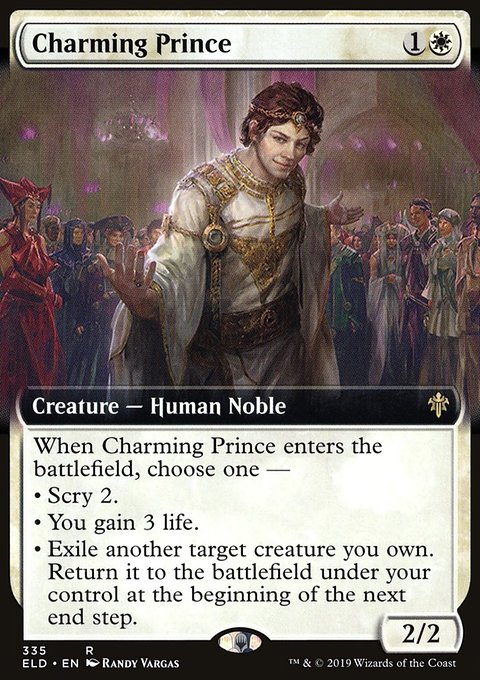 Charming Prince 1
Creature — Human Noble
When Charming Prince enters the
battlefield, choose one —
• Scry 2.
• You gain 3 life.
• Exile another target creature you own.
Return it to the battlefield under your
control at the beginning of the next
end step.
2/2
335 R
ELD • EN Randy Vargas
™ & © 2019 Wizards of the Coast